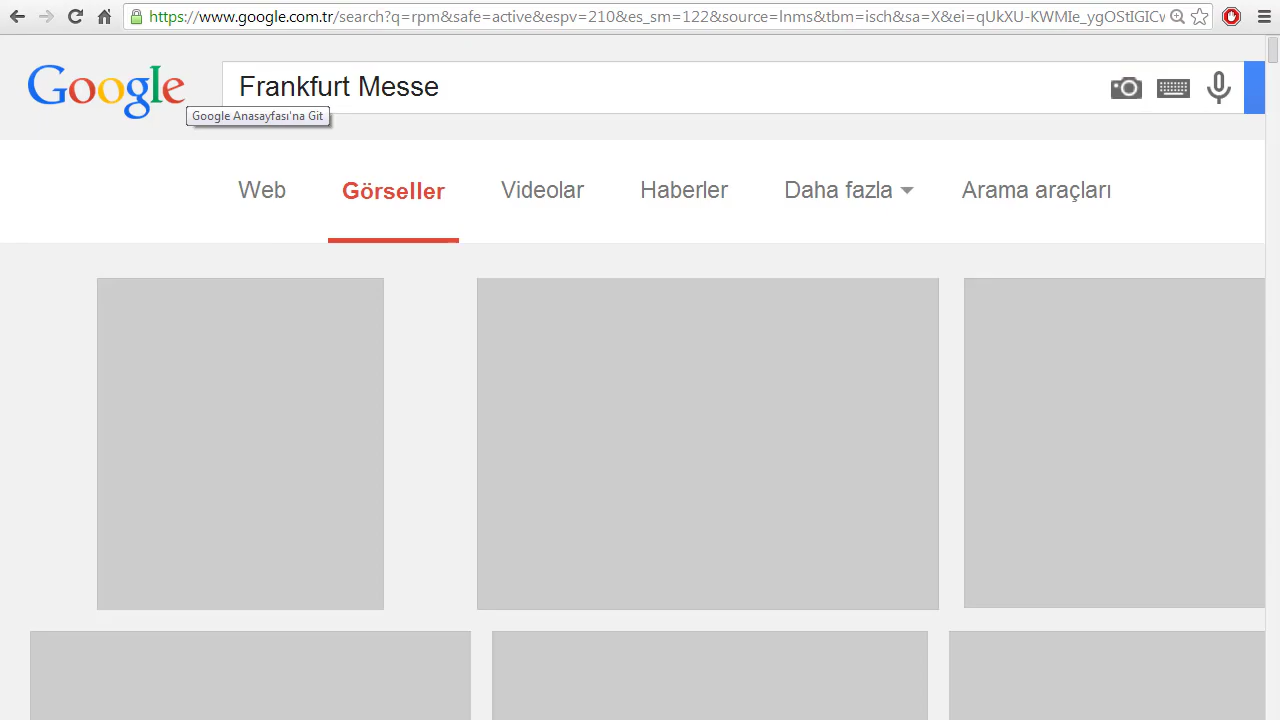 https://www.google.com.tr/search?q=rpm&safe=active&espv=210&es_sm=122&source=lnms&tbm=isch&sa=X&ei=qUkXU-KWMIe_ygOStIGICw
Google
Frankfurt Messe
Google Anasayfası'na Git
Web Görseller Videolar Haberler Daha fazla Arama araçları